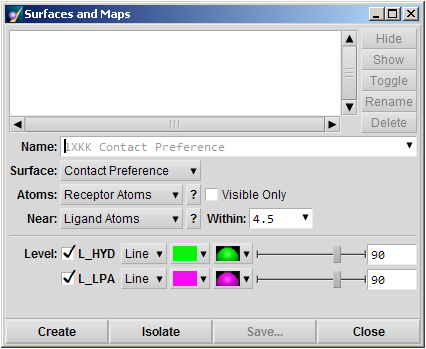 Surfaces and Maps
Hide
Show
Toggle
Rename
Delete
Name: 1XKK Contact Preference
Surface: Contact Preference
Atoms: Receptor Atoms ? Visible Only
Near: Ligand Atoms ? Within: 4.5
Level: L_HYD Line 90
L_LPA Line 90
Create Isolate Save... Close